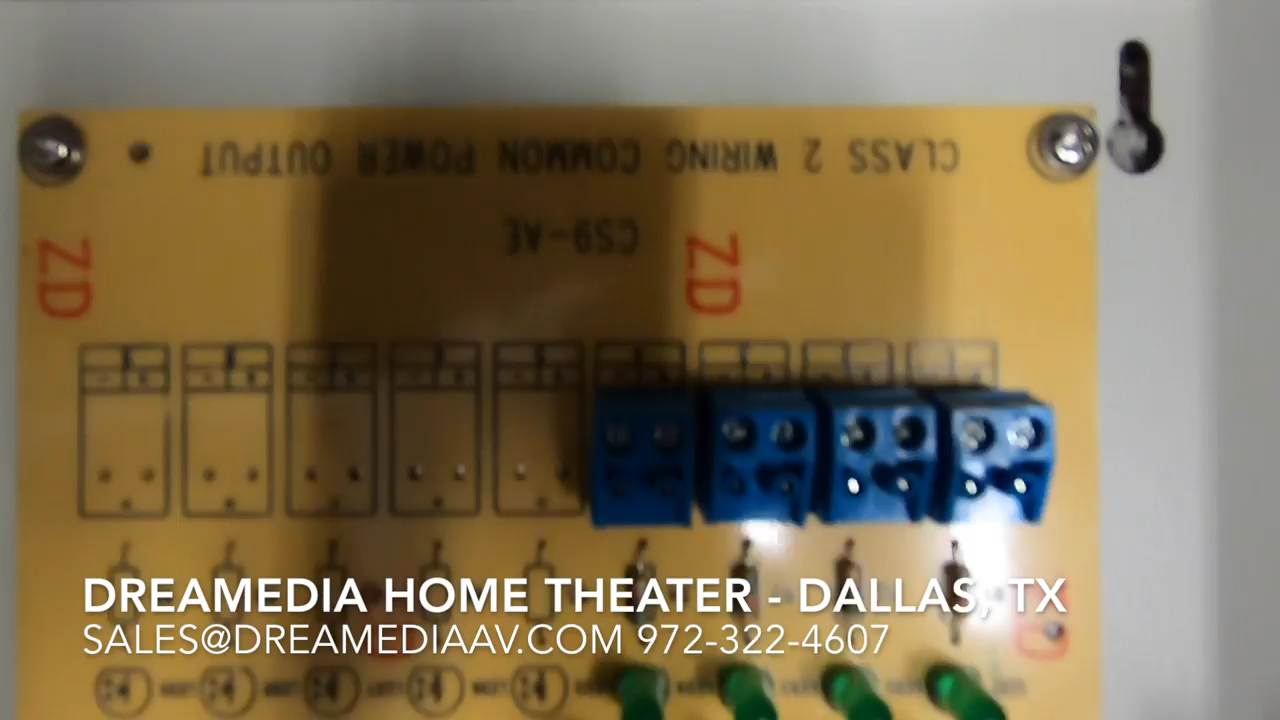 CLASS 2 WIRING COMMON POWER OUTPUT
CS9-AE
ZD
ZD
DREAMEDIA HOME THEATER - DALLAS, TX
SALES@DREAMEDIAAV.COM 972-322-4607